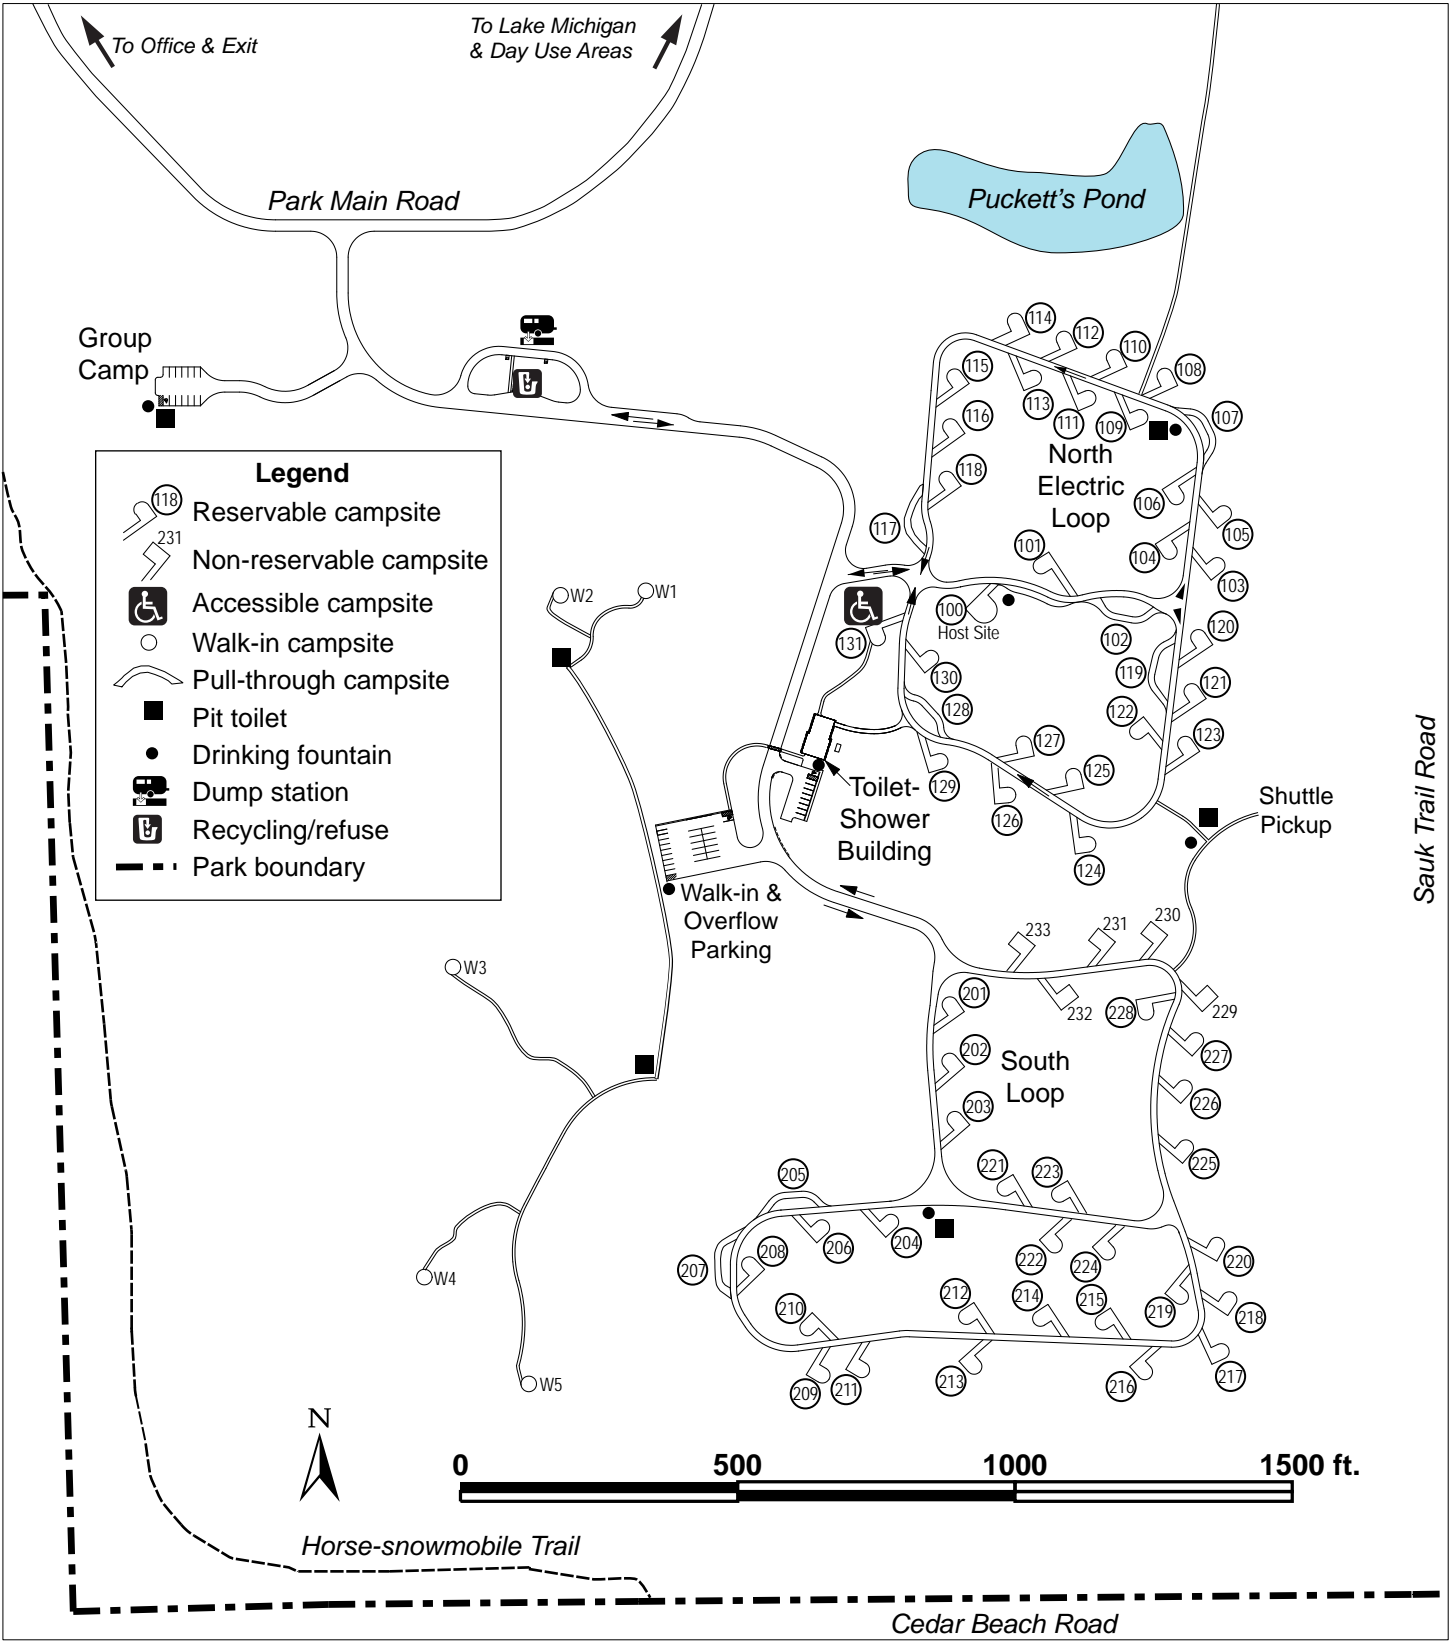 To Office & Exit
To Lake Michigan
& Day Use Areas
Park Main Road
Puckett's Pond
Group
Camp
114
112
110
108
115
113
111
109
107
116
North
Electric
Loop
118
106
117
105
104
101
103
100
Host Site
102
120
131
119
130
121
128
122
127
123
125
129
126
124
Legend
118
Reservable campsite
231
Non-reservable campsite
Accessible campsite
Walk-in campsite
Pull-through campsite
Pit toilet
Drinking fountain
Dump station
Recycling/refuse
Park boundary
W2
W1
Toilet-
Shower
Building
Shuttle
Pickup
Sauk Trail Road
Walk-in &
Overflow
Parking
233
231
230
W3
201
232
228
229
202
South
Loop
227
203
226
221
223
225
205
208
206
204
222
224
220
207
W4
210
212
214
215
219
218
209
211
213
216
217
W5
N
0
500
1000
1500 ft.
Horse-snowmobile Trail
Cedar Beach Road